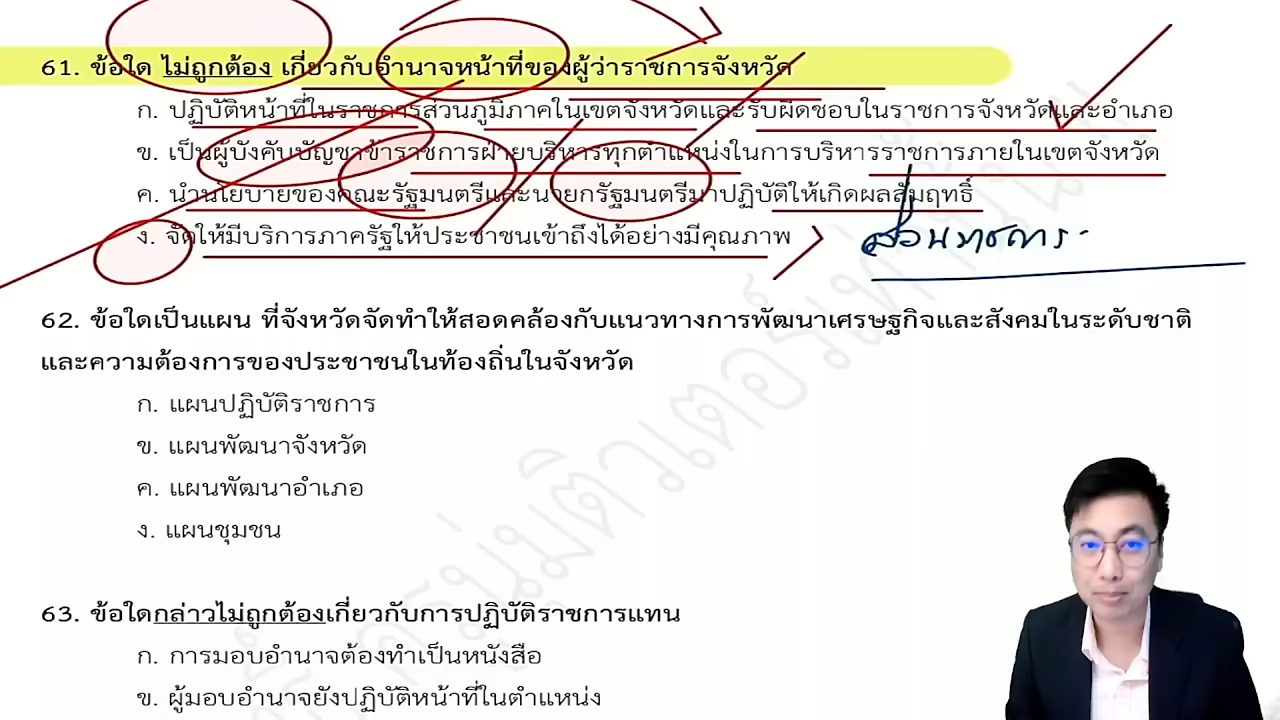 61. ข้อใด ไม่ถูกต้อง เกี่ยวกับอำนาจหน้าที่ของผู้ว่าราชการจังหวัด
ก. ปฏิบัติหน้าที่ในราชการส่วนภูมิภาคในเขตจังหวัดและรับผิดชอบในราชการจังหวัดและอำเภอ
ข. เป็นผู้บังคับบัญชาข้าราชการฝ่ายบริหารทุกตำแหน่งในการบริหารราชการภายในเขตจังหวัด
ค. นำนโยบายของคณะรัฐมนตรีและนายกรัฐมนตรีมาปฏิบัติให้เกิดผลสัมฤทธิ์
ง. จัดให้มีบริการภาครัฐให้ประชาชนเข้าถึงได้อย่างมีคุณภาพ
ส่วนราชการ
62. ข้อใดเป็นแผน ที่จังหวัดจัดทำให้สอดคล้องกับแนวทางการพัฒนาเศรษฐกิจและสังคมในระดับชาติ
และความต้องการของประชาชนในท้องถิ่นในจังหวัด
ก. แผนปฏิบัติราชการ
ข. แผนพัฒนาจังหวัด
ค. แผนพัฒนาอำเภอ
ง. แผนชุมชน
63. ข้อใดกล่าวไม่ถูกต้องเกี่ยวกับการปฏิบัติราชการแทน
ก. การมอบอำนาจต้องทำเป็นหนังสือ
ข. ผู้มอบอำนาจยังปฏิบัติหน้าที่ในตำแหน่ง